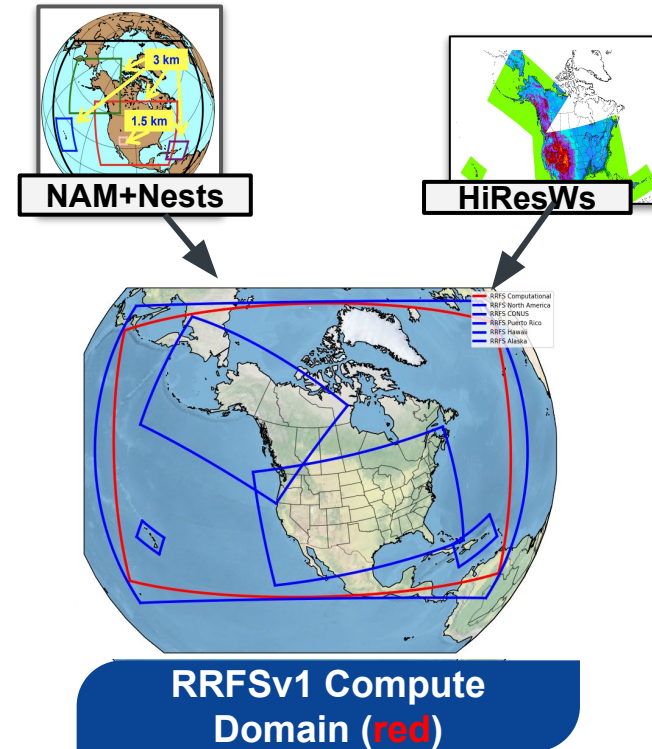 3 km
1.5 km
NAM+Nests
HiResWs
RRFS Computational
RRFS North America
RRFS CONUS
RRFS Puerto Rico
RRFS Hawaii
RRFS Alaska
RRFSv1 Compute
Domain (red)